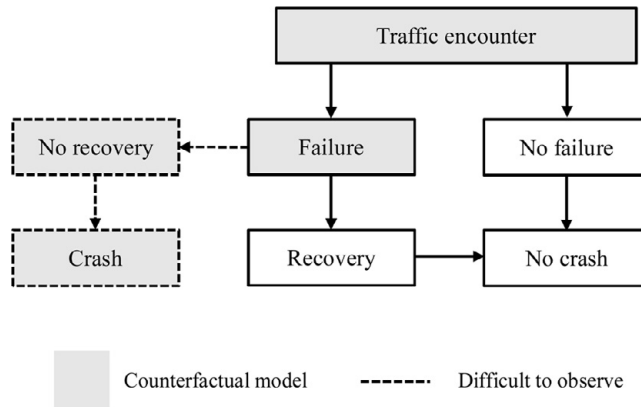 Traffic encounter
No recovery
Failure
No failure
Crash
Recovery
No crash
Counterfactual model
Difficult to observe